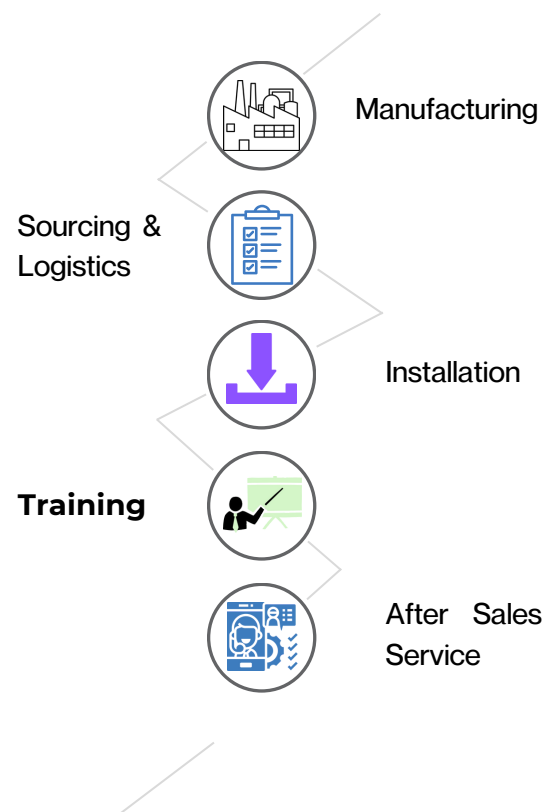 Manufacturing
Sourcing &
Logistics
Installation
Training
After Sales
Service